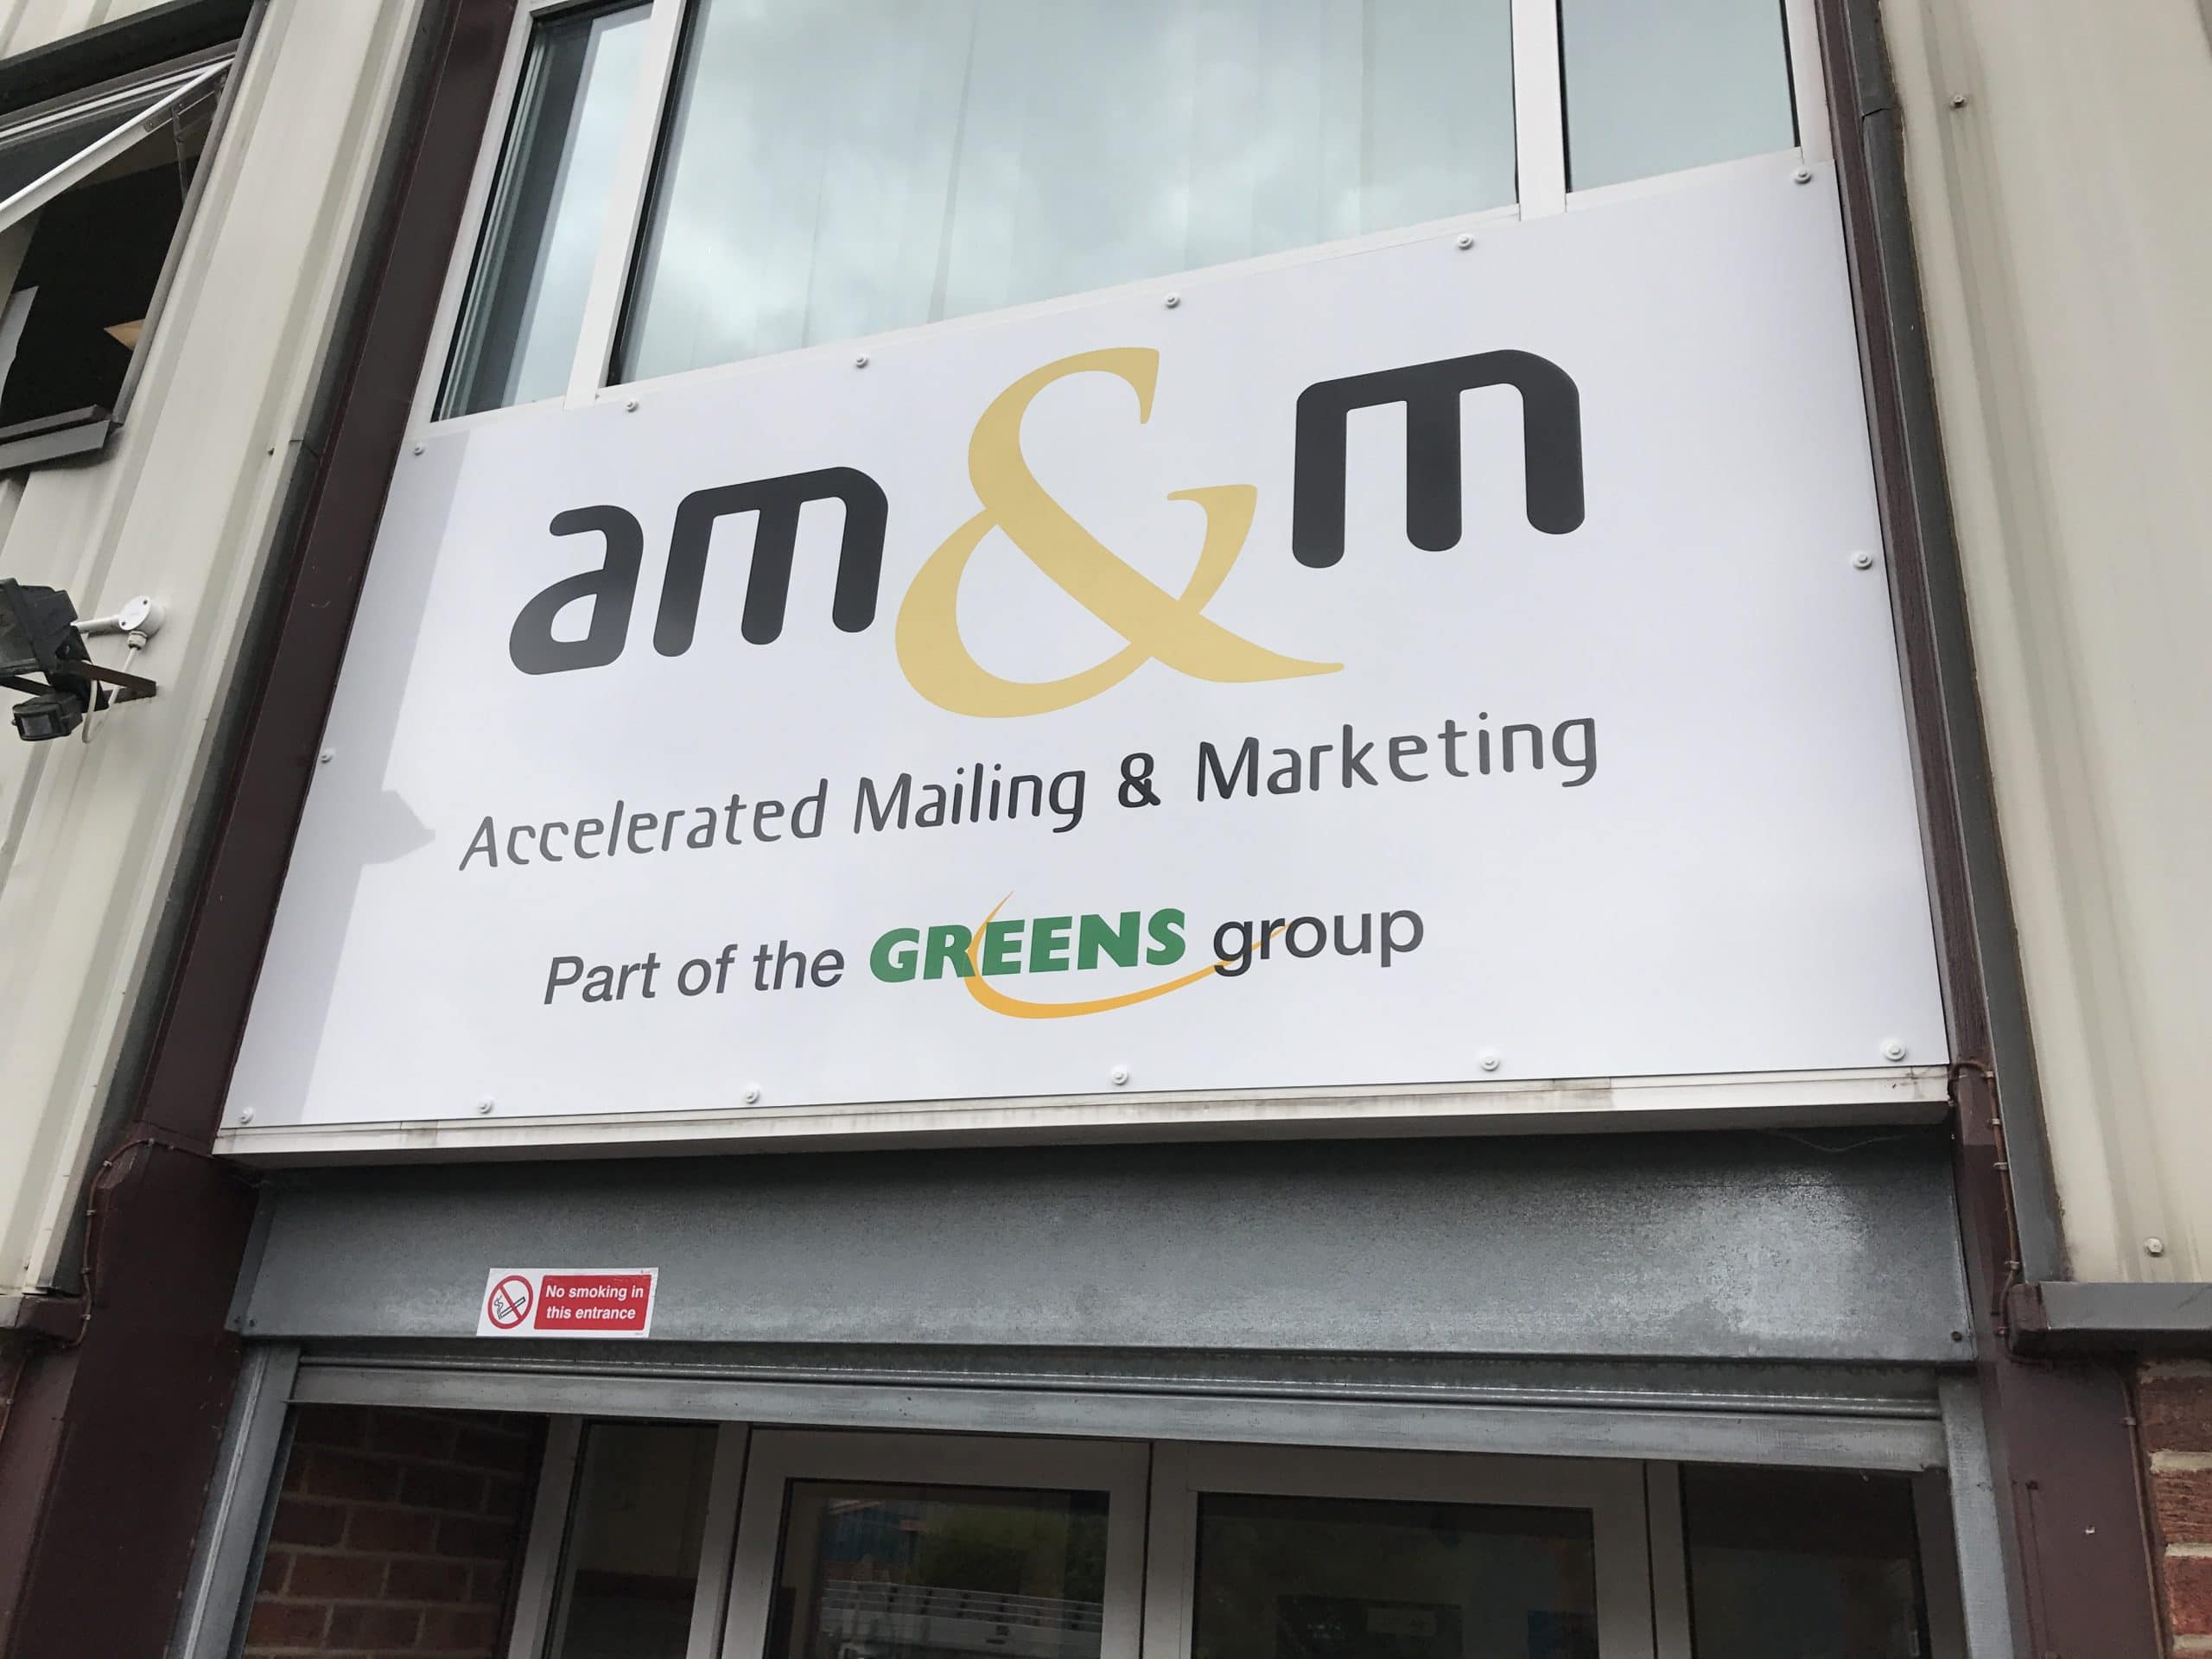 am&m
Accelerated Mailing & Marketing
Part of the GREENS group
No smoking in
this entrance